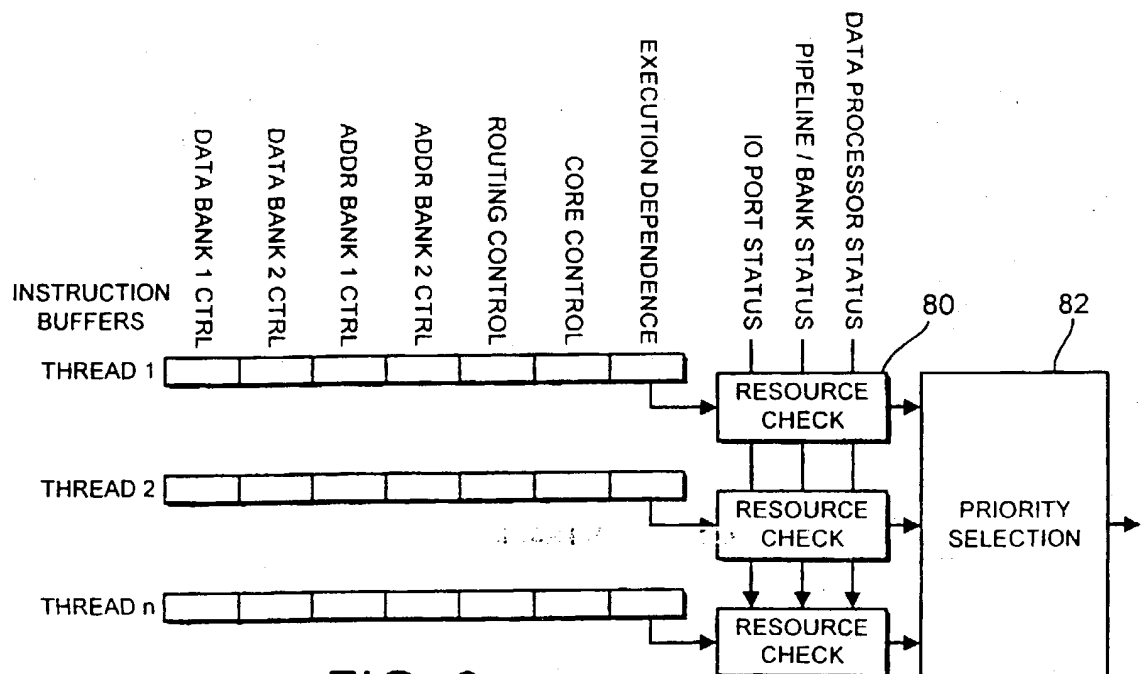 DATA BANK 1 CTRL
DATA BANK 2 CTRL
ADDR BANK 1 CTRL
ADDR BANK 2 CTRL
ROUTING CONTROL
CORE CONTROL
EXECUTION DEPENDENCE
IO PORT STATUS
PIPELINE / BANK STATUS
DATA PROCESSOR STATUS
INSTRUCTION
BUFFERS
80
82
THREAD 1
RESOURCE
CHECK
THREAD 2
RESOURCE
CHECK
PRIORITY
SELECTION
THREAD n
RESOURCE
CHECK